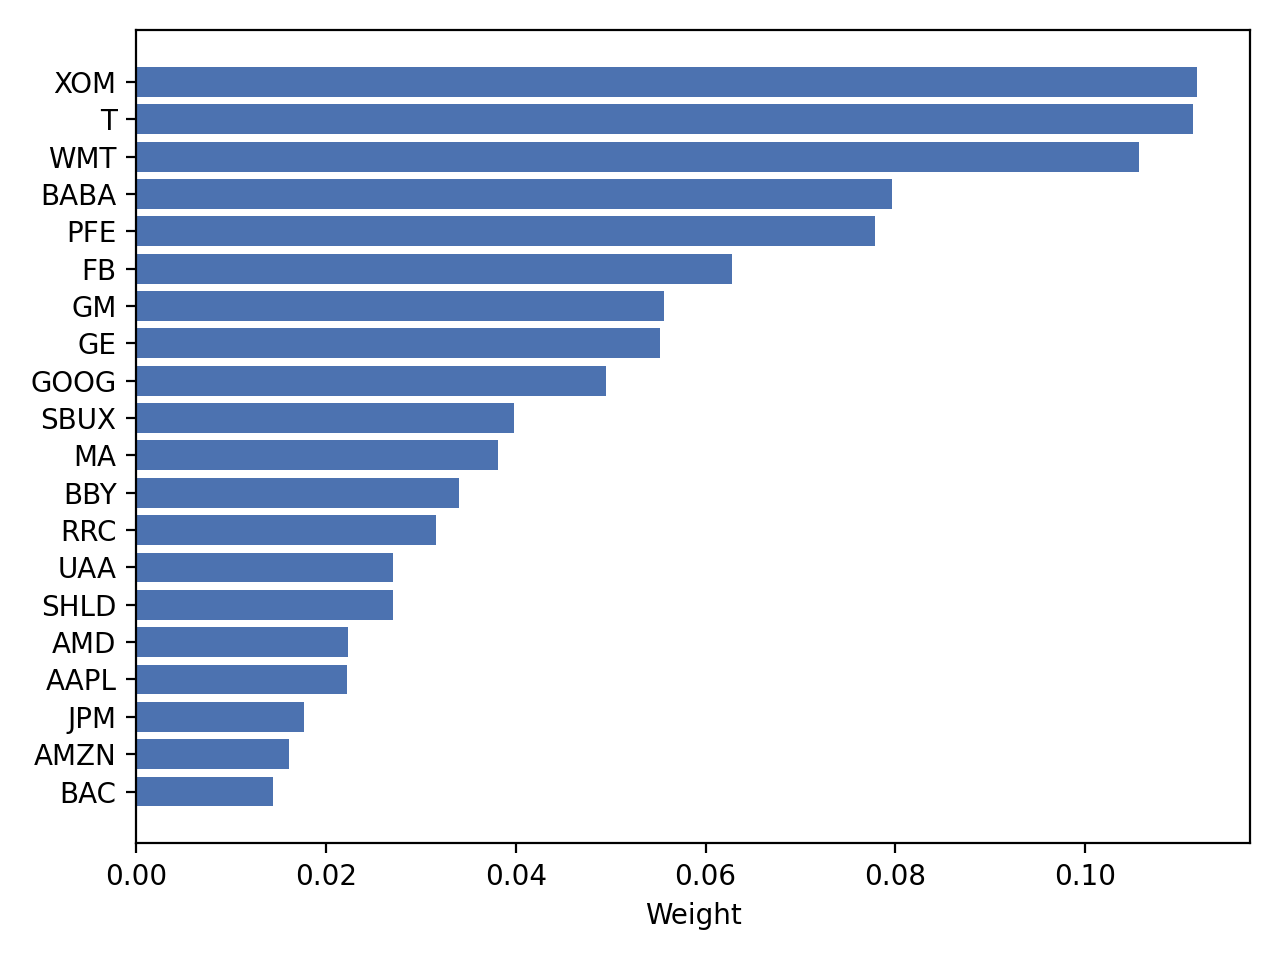 XOM
T
WMT
BABA
PFE
FB
GM
GE
GOOG
SBUX
MA
BBY
RRC
UAA
SHLD
AMD
AAPL
JPM
AMZN
BAC
0.00 0.02 0.04 0.06 0.08 0.10
Weight